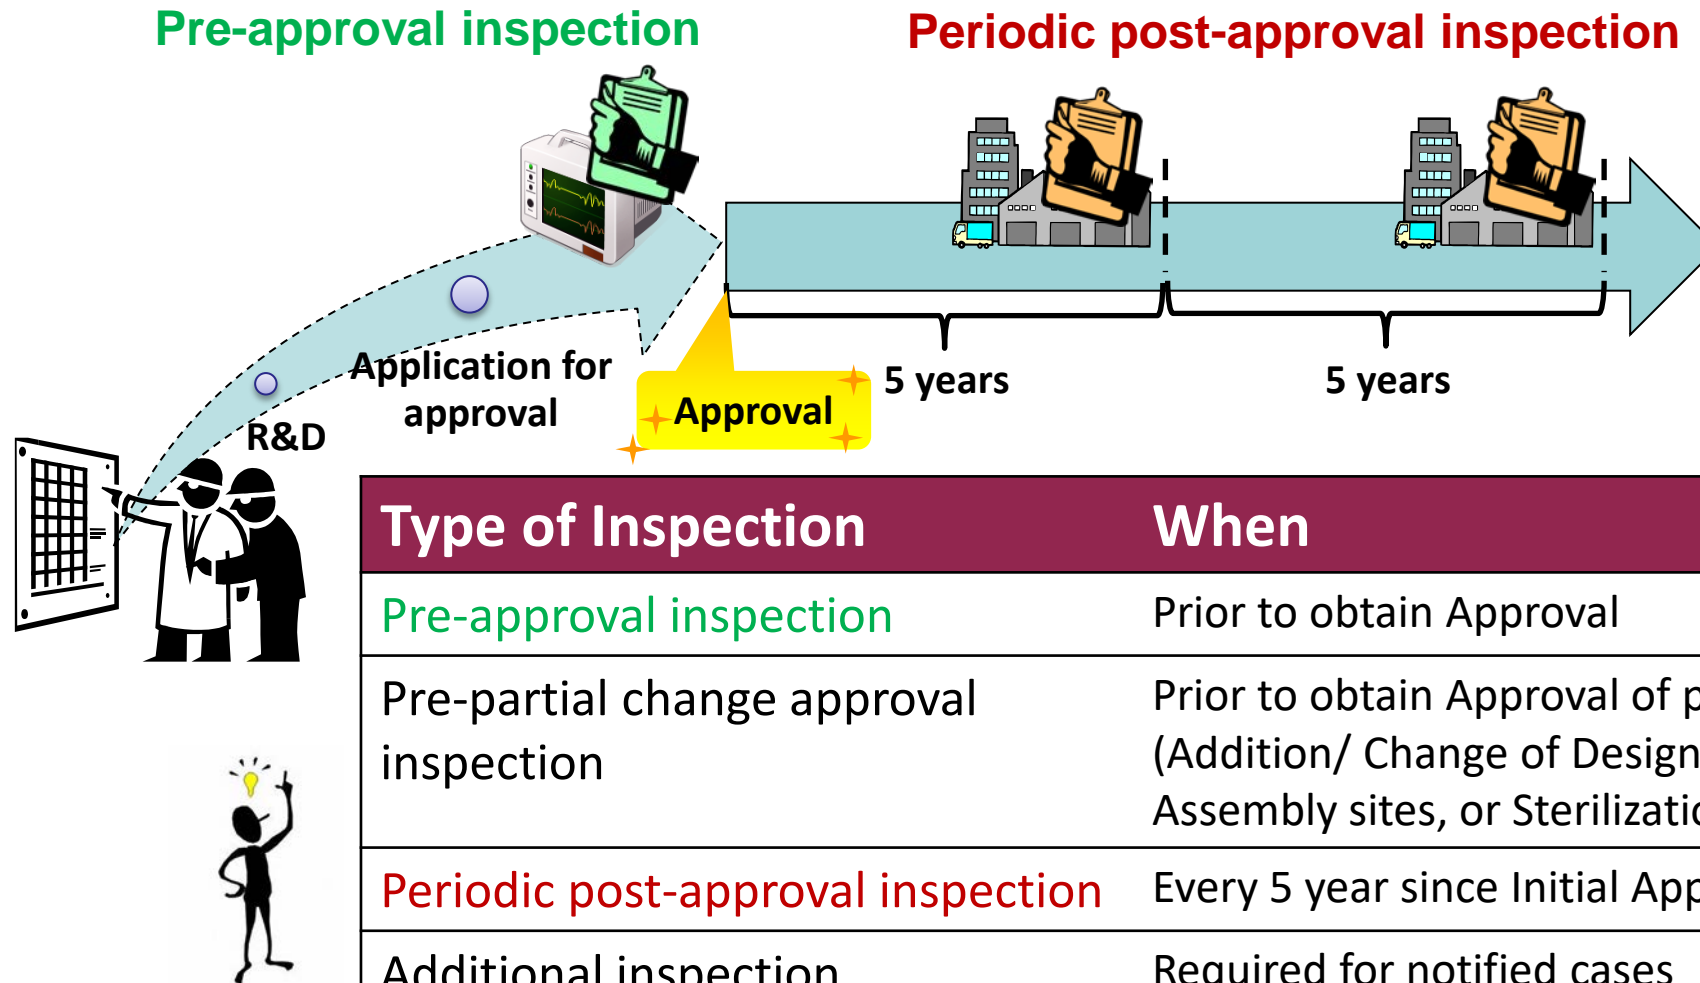 Pre-approval inspection
Periodic post-approval inspection
Application for
approval
R&D
Approval
5 years
5 years
Type of Inspection
When
Pre-approval inspection
Prior to obtain Approval
Pre-partial change approval
inspection
Prior to obtain Approval of
(Addition/ Change of Design
Assembly sites, or
Periodic post-approval inspection
Every 5 year since Initial
Additional inspection
Required for notified cases